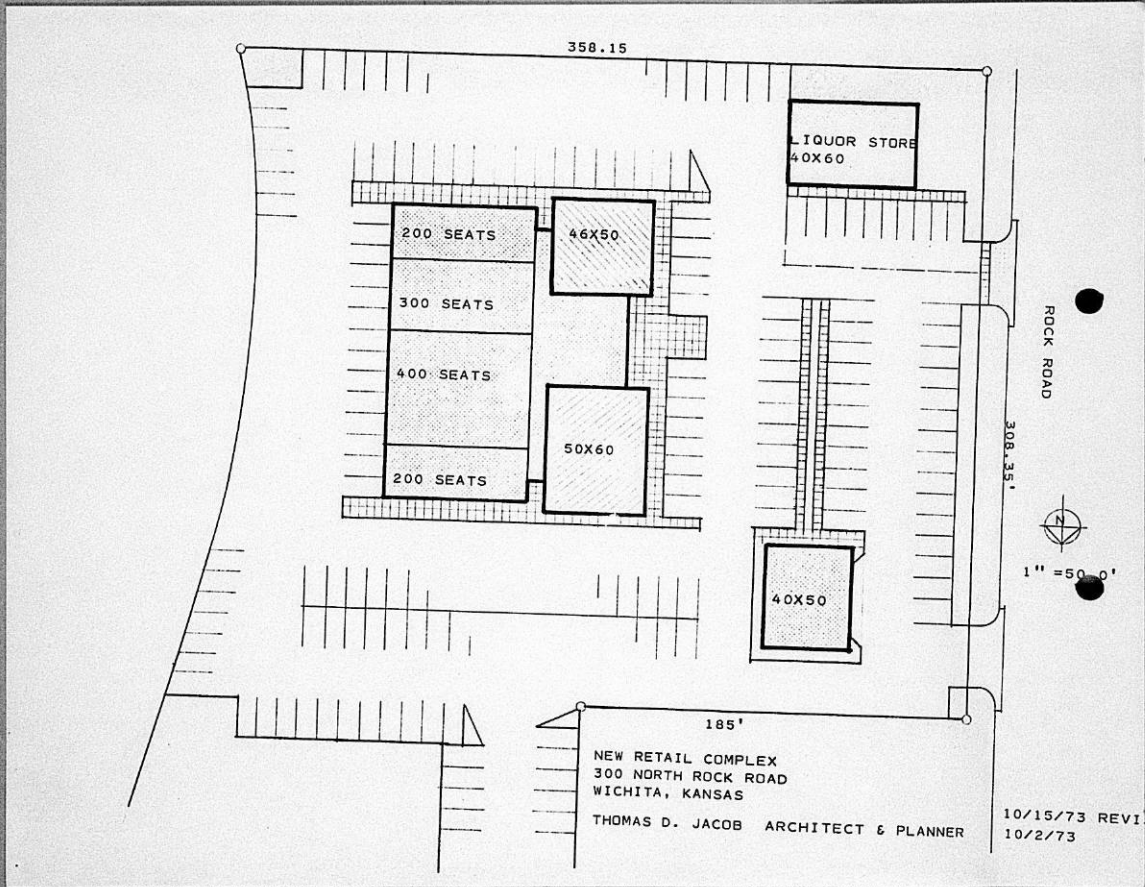 358.15
LIQUOR STORE
40X60
200 SEATS
46X50
300 SEATS
ROCK ROAD
400 SEATS
308.35'
50X60
200 SEATS
N
1" =50 0'
40X50
185'
NEW RETAIL COMPLEX
300 NORTH ROCK ROAD
WICHITA, KANSAS
THOMAS D. JACOB ARCHITECT & PLANNER
10/15/73 REVI
10/2/73